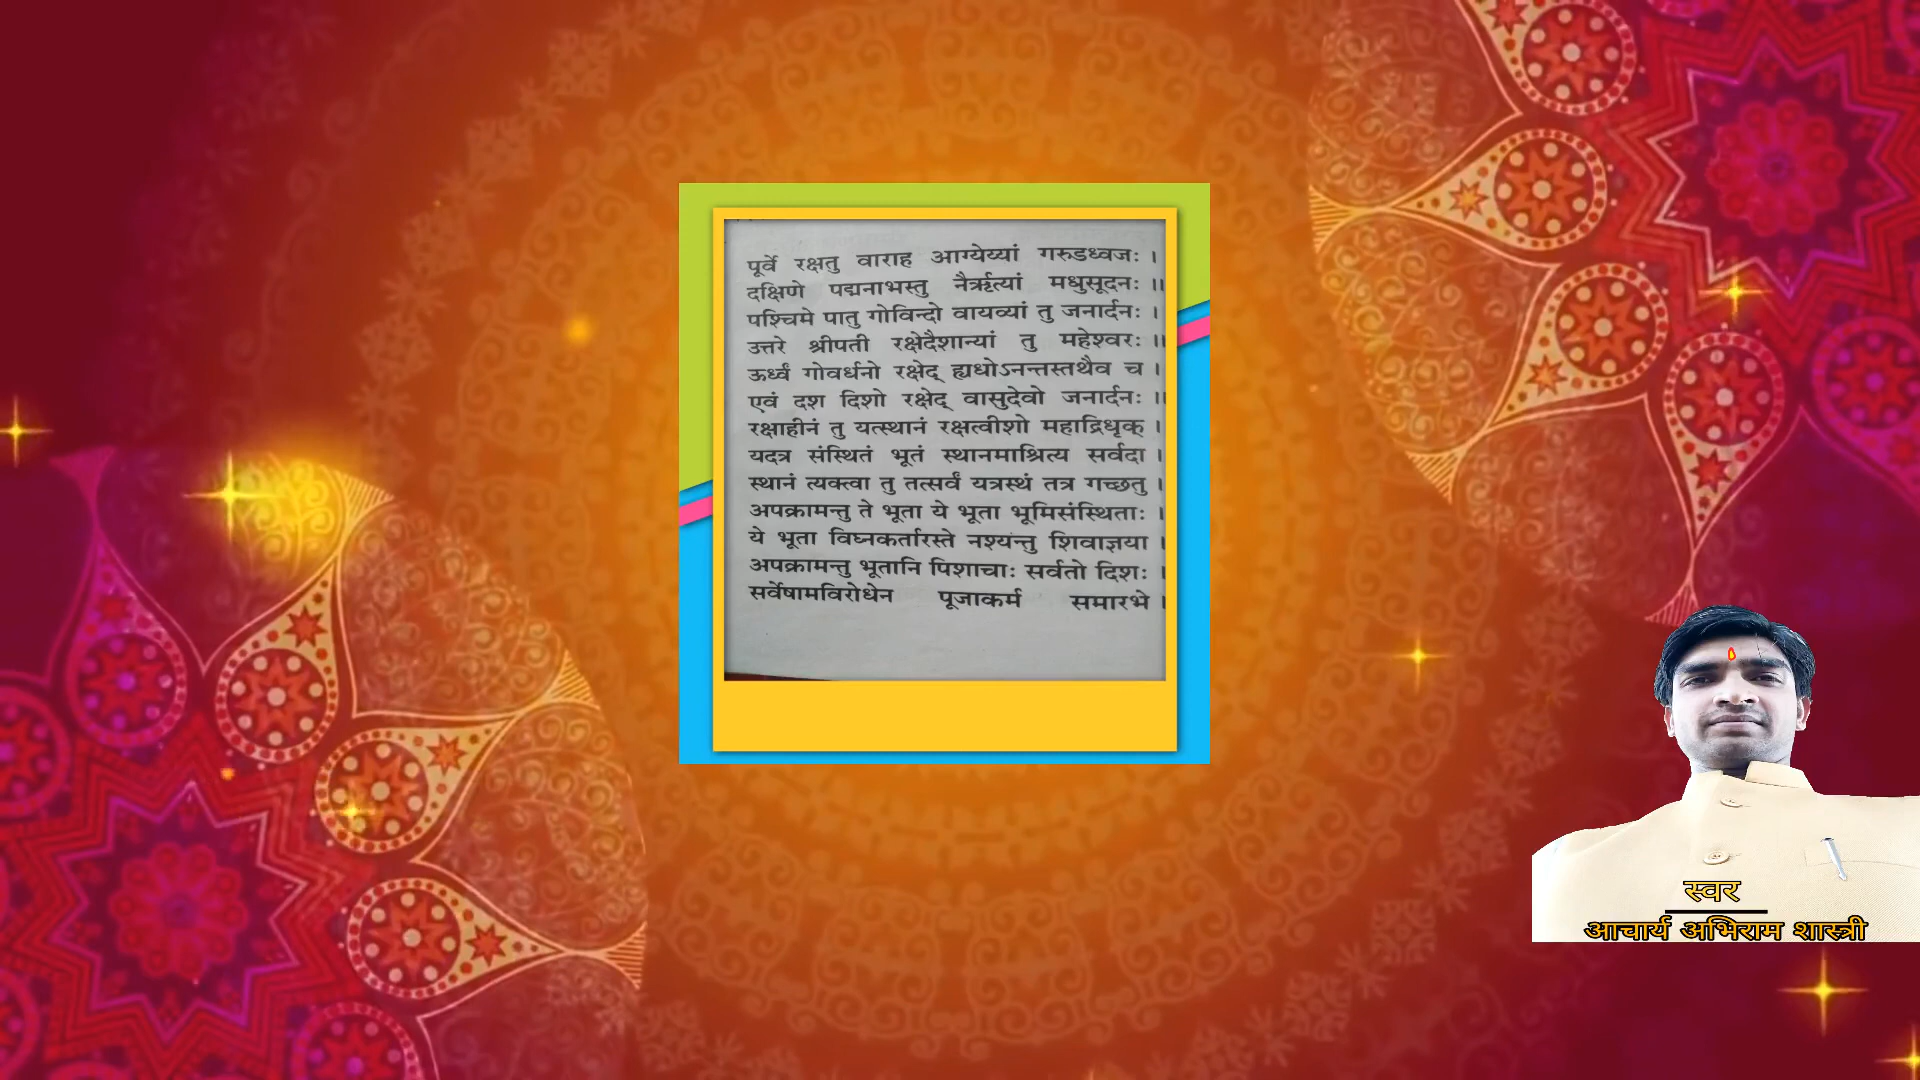 पूर्वे रक्षतु वाराह आग्येय्यां गरुडध्वजः ।
दक्षिणे पद्मनाभस्तु नैर्ऋत्यां मधुसूदनः ॥
पश्चिमे पातु गोविन्दो वायव्यां तु जनार्दनः ।
उत्तरे श्रीपती रक्षेदैशान्यां तु महेश्वरः ॥
ऊर्ध्वं गोवर्धनो रक्षेद् ह्यधोऽनन्तस्तथैव च ।
एवं दश दिशो रक्षेद् वासुदेवो जनार्दनः ॥
रक्षाहीनं तु यत्स्थानं रक्षत्वीशो महाद्रिधृक् ।
यदत्र संस्थितं भूतं स्थानमाश्रित्य सर्वदा ।
स्थानं त्यक्त्वा तु तत्सर्वं यत्रस्थं तत्र गच्छतु ।
अपक्रामन्तु ते भूता ये भूता भूमिसंस्थिताः ।
ये भूता विघ्नकर्तारस्ते नश्यन्तु शिवाज्ञया ।
अपक्रामन्तु भूतानि पिशाचाः सर्वतो दिशः ।
सर्वेषामविरोधेन पूजाकर्म समारभे ।
स्वर
आचार्य अभिराम शास्त्री